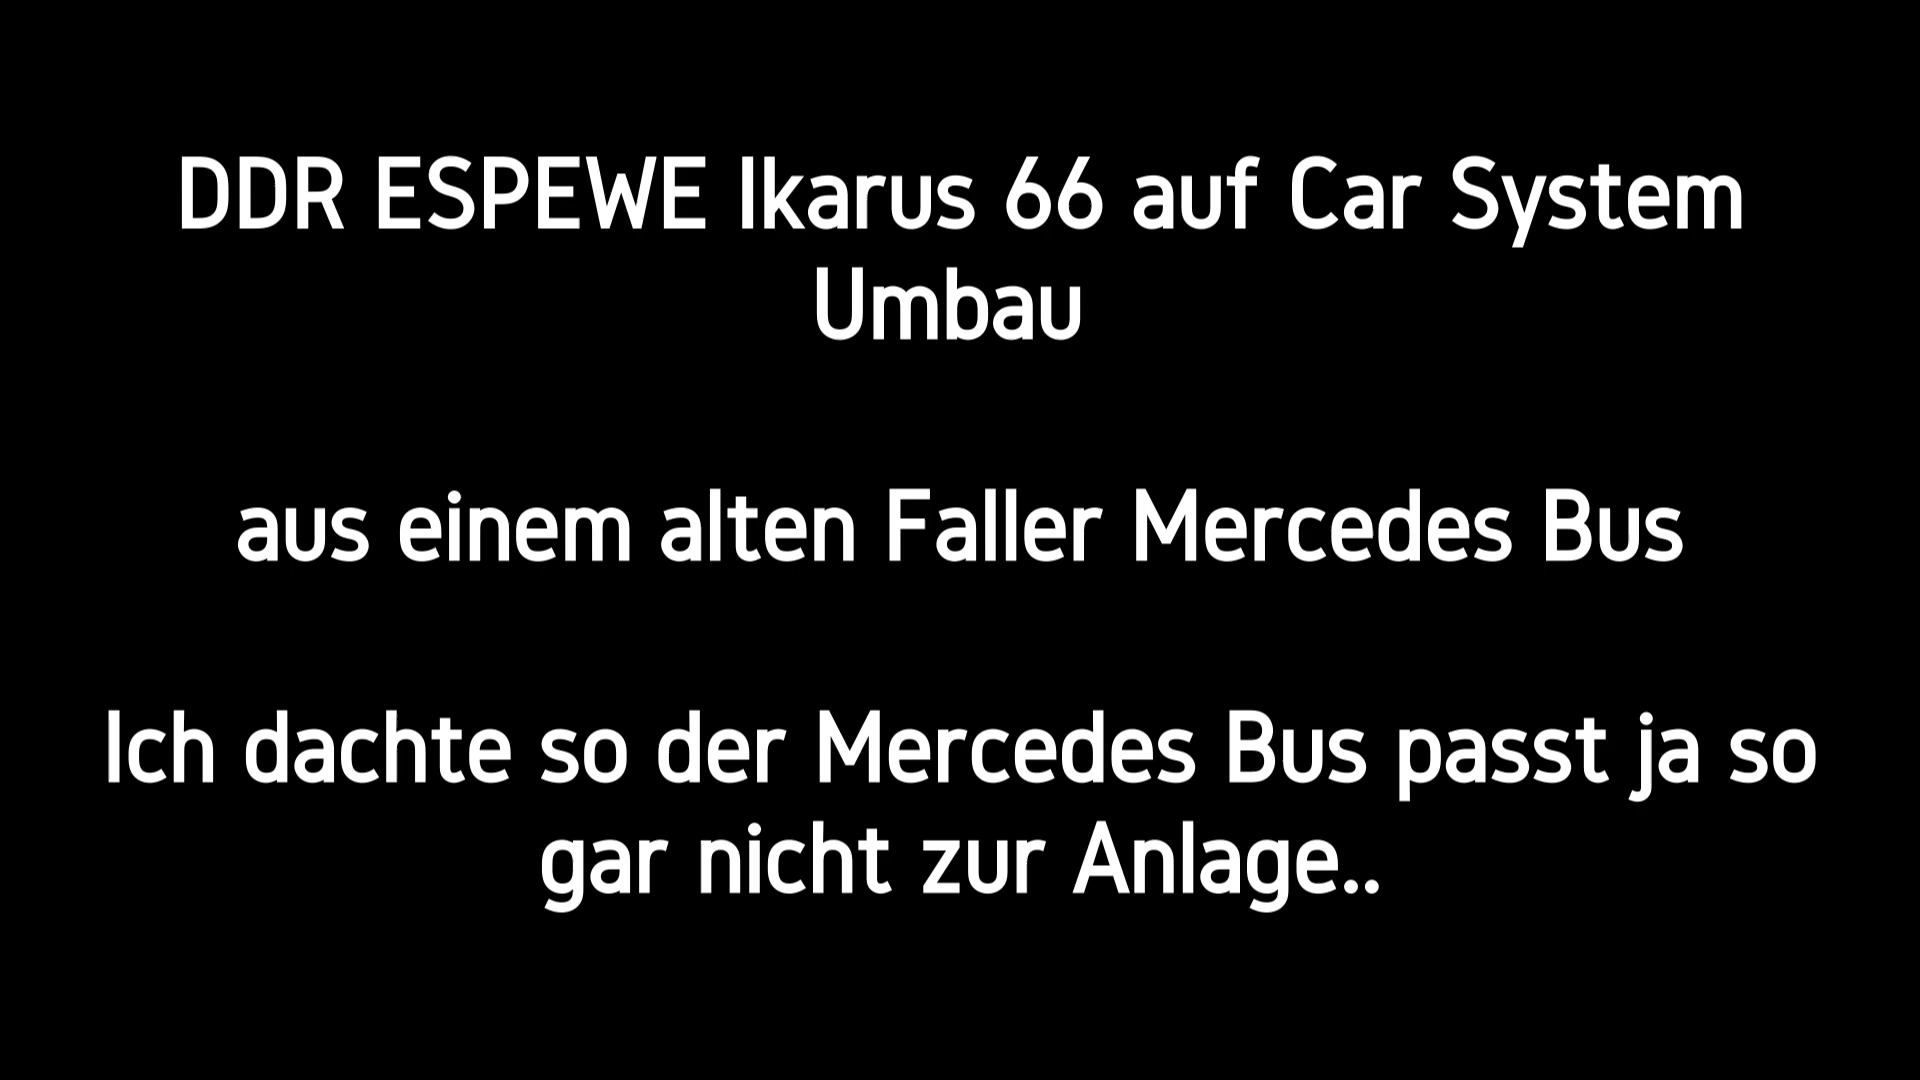 DDR ESPEWE Ikarus 66 auf Car System
Umbau
aus einem alten Faller Mercedes Bus
Ich dachte so der Mercedes Bus passt ja so
gar nicht zur Anlage..